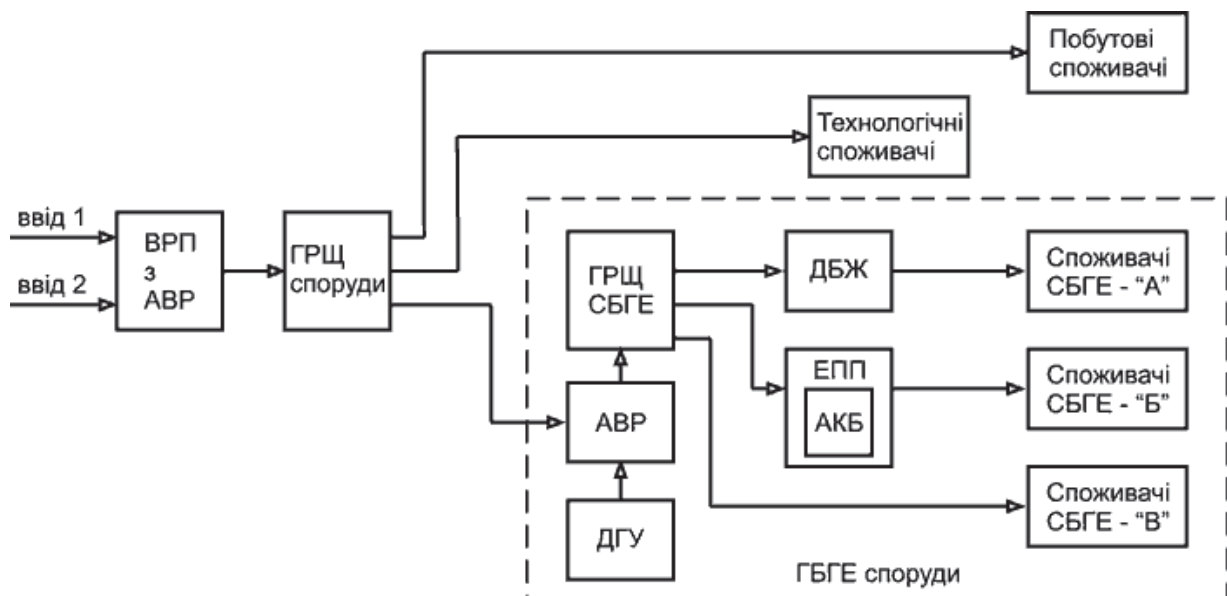 Побутові
споживачі
Технологічні
споживачі
ввід 1
ввід 2
ВРП
з
АВР
ГРЩ
споруди
ГРЩ
СБГЕ
АВР
ДГУ
ДБЖ
ЕПП
АКБ
Споживачі
СБГЕ - “А”
Споживачі
СБГЕ - “Б”
Споживачі
СБГЕ - “В”
ГБГЕ споруди